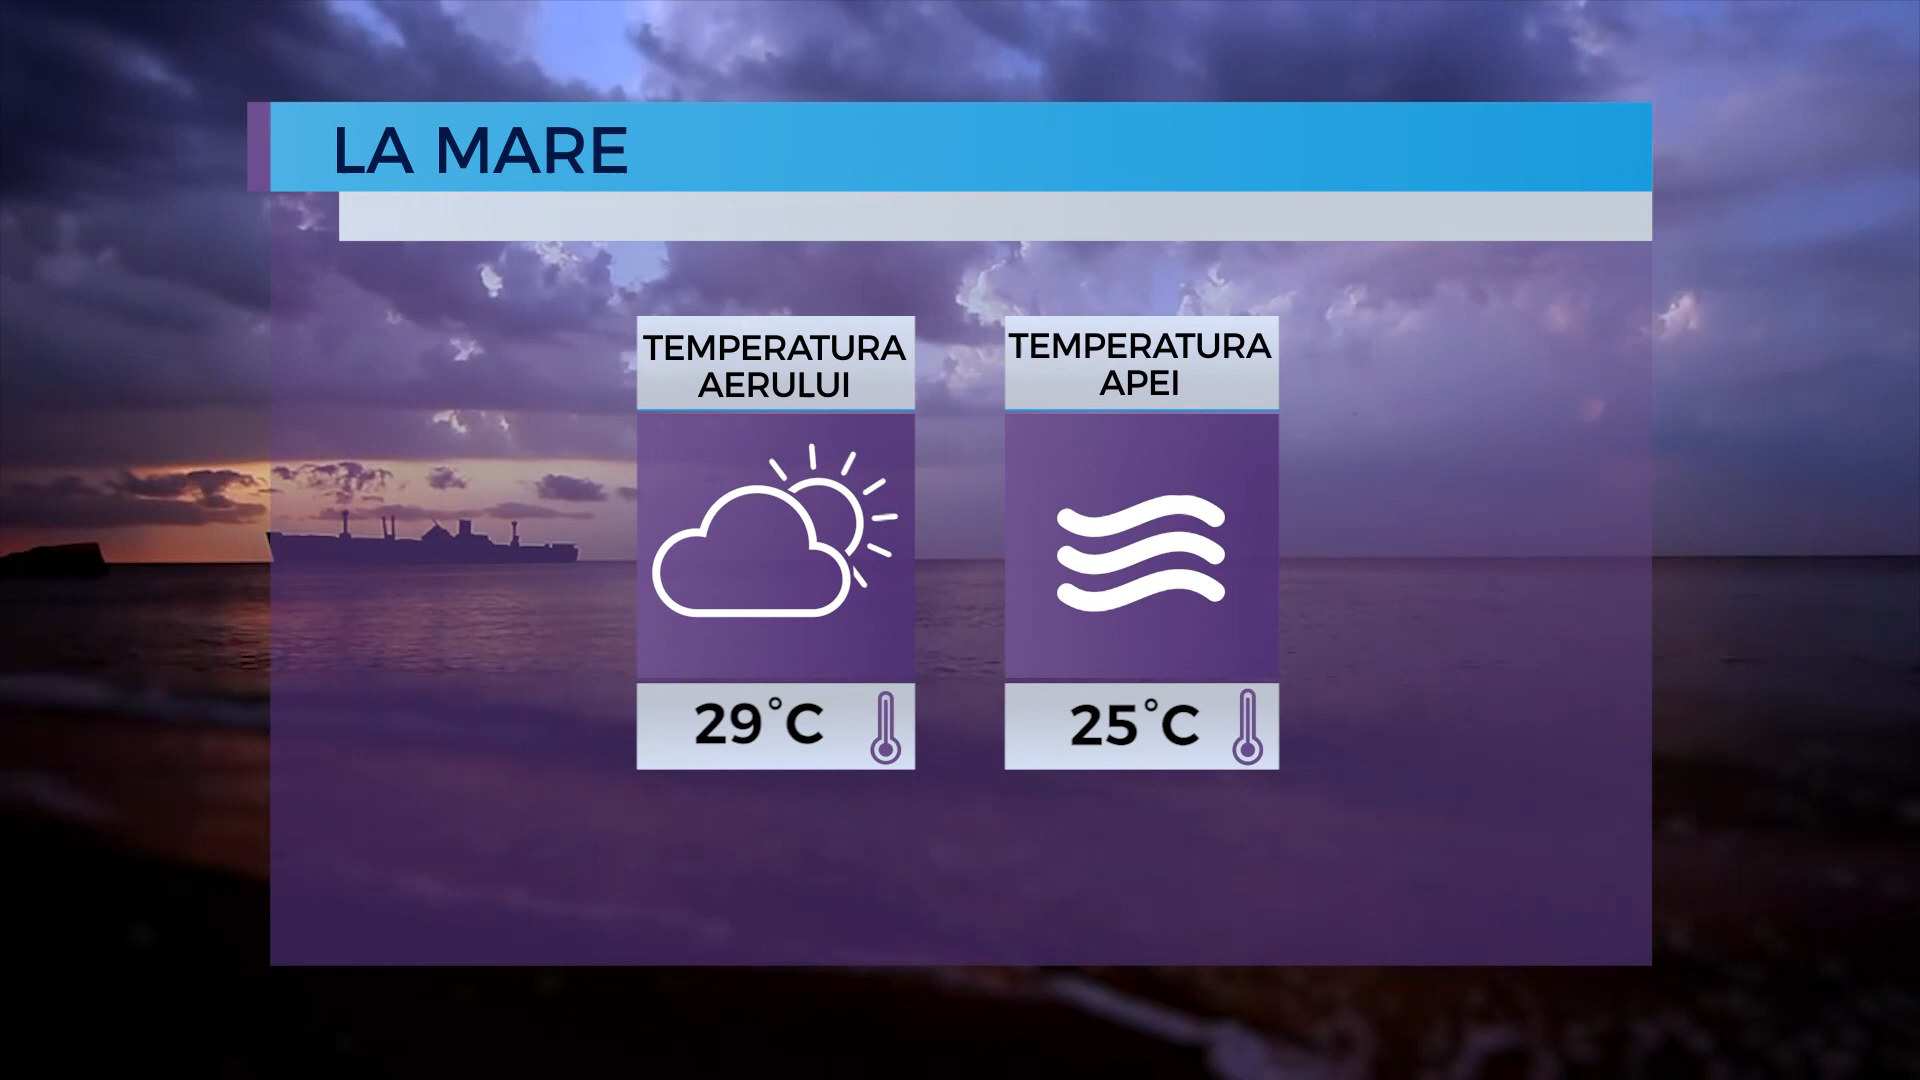 LA MARE
TEMPERATURA
AERULUI
TEMPERATURA
APEI
29°C
25°C